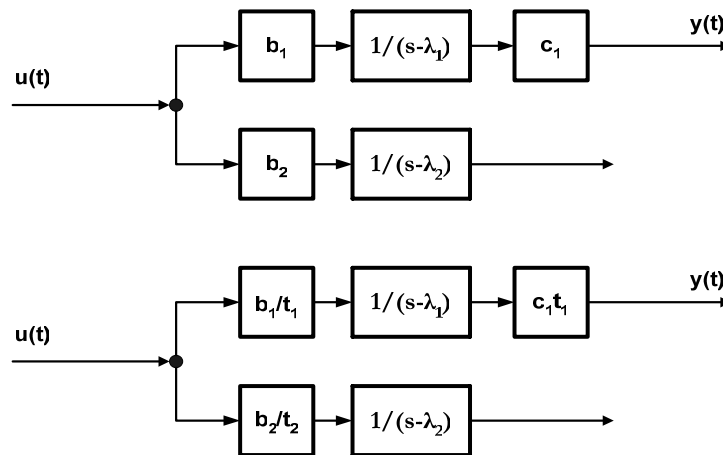 b₁ 1/(s-λ₁) c₁ y(t)
u(t)
b₂ 1/(s-λ₂)
b₁/t₁ 1/(s-λ₁) c₁t₁ y(t)
u(t)
b₂/t₂ 1/(s-λ₂)